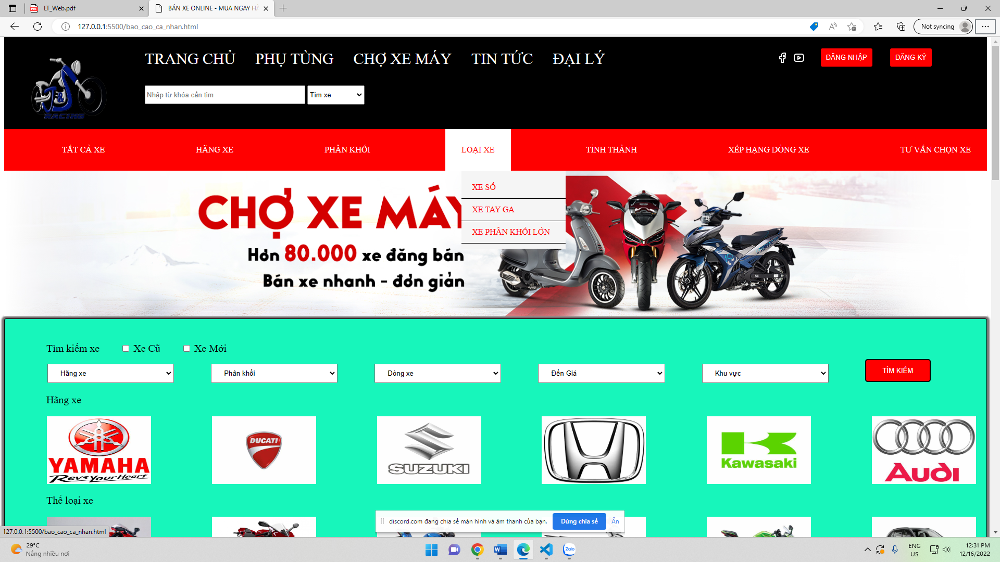 LT_Web.pdf
BÁN XE ONLINE - MUA NGAY HÀ
127.0.0.1:5500/bao_cao_ca_nhan.html
Not syncing
TRANG CHỦ PHỤ TÙNG CHỢ XE MÁY TIN TỨC ĐẠI LÝ
ĐĂNG NHẬP ĐĂNG KÝ
J&J
RACING
Nhập từ khóa cần tìm
Tìm xe
TẤT CẢ XE HÃNG XE PHÂN KHỐI LOẠI XE TỈNH THÀNH XẾP HẠNG DÒNG XE TƯ VẤN CHỌN XE
XE SỐ
XE TAY GA
XE PHÂN KHỐI LỚN
CHỢ XE MÁY
Hơn 80.000 xe đăng bán
Bán xe nhanh - đơn giản
Tìm kiếm xe Xe Cũ Xe Mới
Hãng xe Phân khối Dòng xe Đến Giá Khu vực TÌM KIẾM
Hãng xe
YAMAHA
Revs Your Heart
DUCATI
SUZUKI
Kawasaki
Audi
Thể loại xe
discord.com đang chia sẻ màn hình và âm thanh của bạn. Dừng chia sẻ Ẩn
127.0.0.1:5500/bao_cao_ca_nhan.html
29°C
Nắng nhiều nơi
Zalo
ENG
US
12:31 PM
12/16/2022